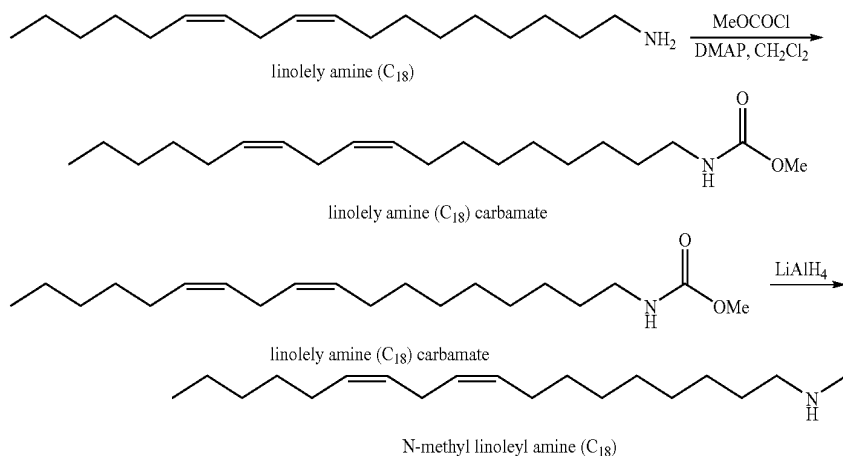 NH2
MeOCOCl
DMAP, CH2Cl2
linolely amine (C18)
O
N
H
OMe
linolely amine (C18) carbamate
O
N
H
OMe
LiAlH4
linolely amine (C18) carbamate
N
H
N-methyl linoleyl amine (C18)